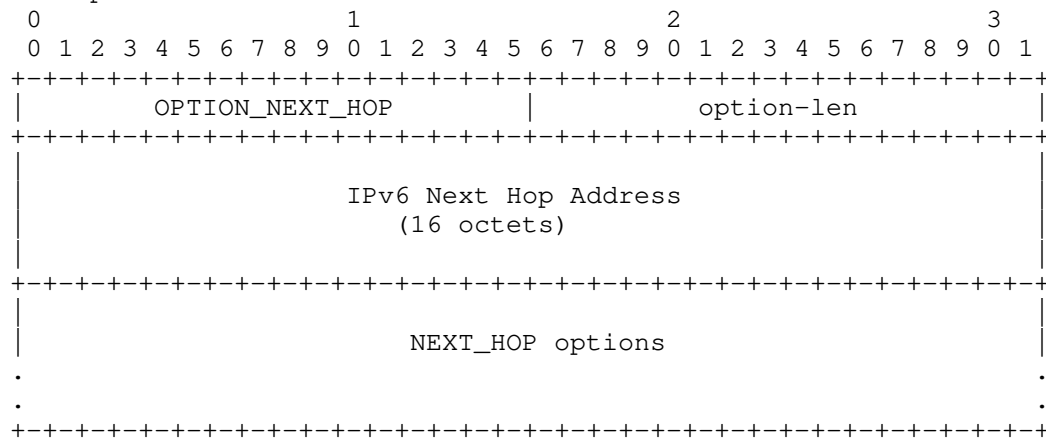 0                   1                   2                   3
 0 1 2 3 4 5 6 7 8 9 0 1 2 3 4 5 6 7 8 9 0 1 2 3 4 5 6 7 8 9 0 1
+-+-+-+-+-+-+-+-+-+-+-+-+-+-+-+-+-+-+-+-+-+-+-+-+-+-+-+-+-+-+-+-+
|        OPTION_NEXT_HOP        |          option-len           |
+-+-+-+-+-+-+-+-+-+-+-+-+-+-+-+-+-+-+-+-+-+-+-+-+-+-+-+-+-+-+-+-+
|                                                               |
|                    IPv6 Next Hop Address                      |
|                       (16 octets)                             |
|                                                               |
+-+-+-+-+-+-+-+-+-+-+-+-+-+-+-+-+-+-+-+-+-+-+-+-+-+-+-+-+-+-+-+-+
|                                                               |
|                        NEXT_HOP options                       |
.                                                               .
.                                                               .
+-+-+-+-+-+-+-+-+-+-+-+-+-+-+-+-+-+-+-+-+-+-+-+-+-+-+-+-+-+-+-+-+